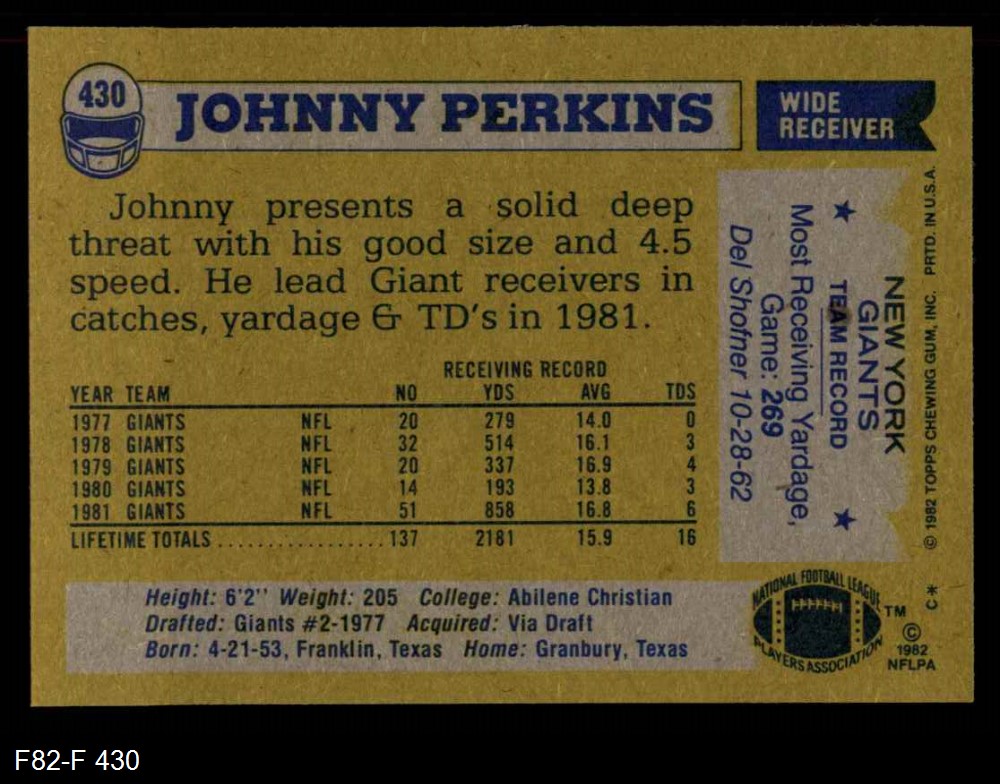 430
JOHNNY PERKINS
WIDE
RECEIVER
Johnny presents a solid deep
threat with his good size and 4.5
speed. He lead Giant receivers in
catches, yardage & TD's in 1981.
RECEIVING RECORD
YEAR TEAM NO YDS AVG TDS
1977 GIANTS NFL 20 279 14.0 0
1978 GIANTS NFL 32 514 16.1 3
1979 GIANTS NFL 20 337 16.9 4
1980 GIANTS NFL 14 193 13.8 3
1981 GIANTS NFL 51 858 16.8 6
LIFETIME TOTALS ................. 137 2181 15.9 16
Height: 6'2" Weight: 205 College: Abilene Christian
Drafted: Giants #2-1977 Acquired: Via Draft
Born: 4-21-53, Franklin, Texas Home: Granbury, Texas
NEW YORK
GIANTS
★ TEAM RECORD ★
Most Receiving Yardage,
Game: 269
Del Shofner 10-28-62
© 1982 TOPPS CHEWING GUM, INC. PRTD. IN U.S.A.
C*
NATIONAL FOOTBALL LEAGUE
PLAYERS ASSOCIATION
TM
©
1982
NFLPA
F82-F 430